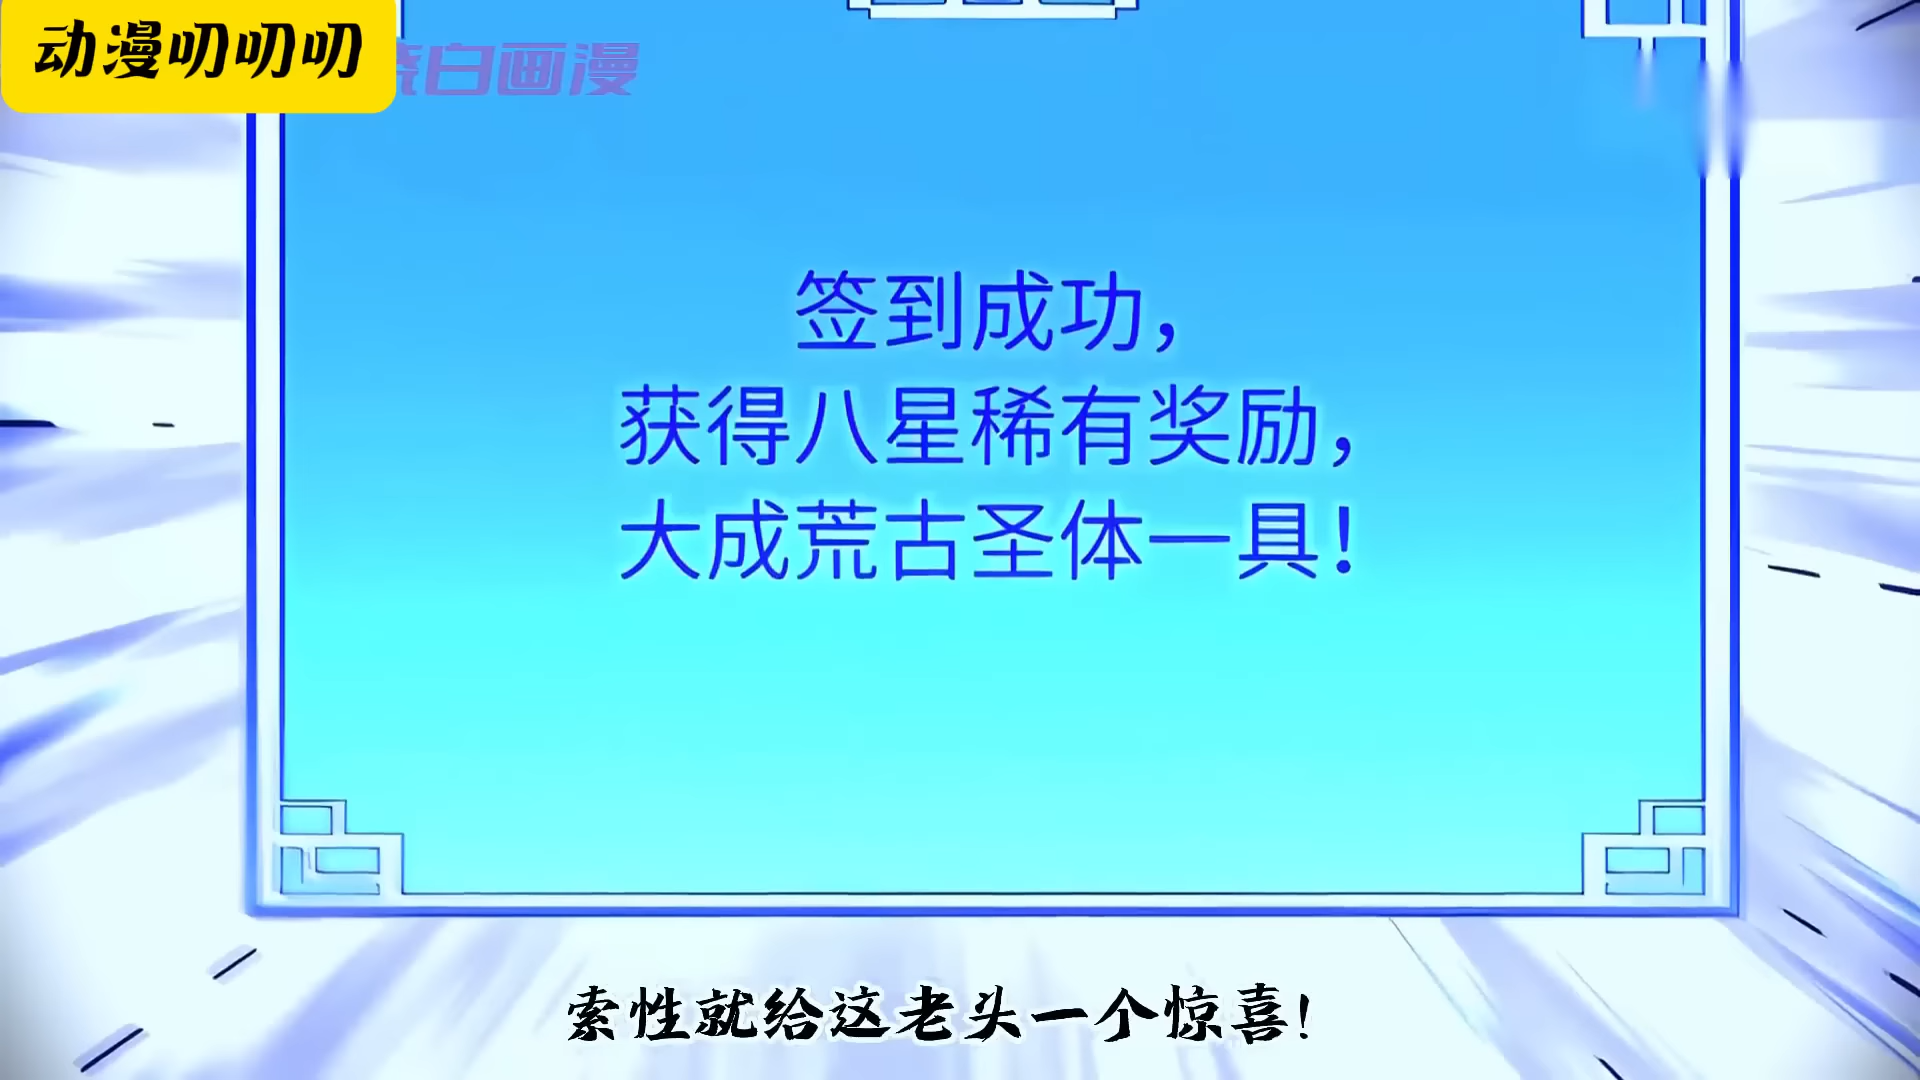 动漫叨叨叨
白画漫
签到成功，
获得八星稀有奖励，
大成荒古圣体一具！
索性就给这老头一个惊喜！